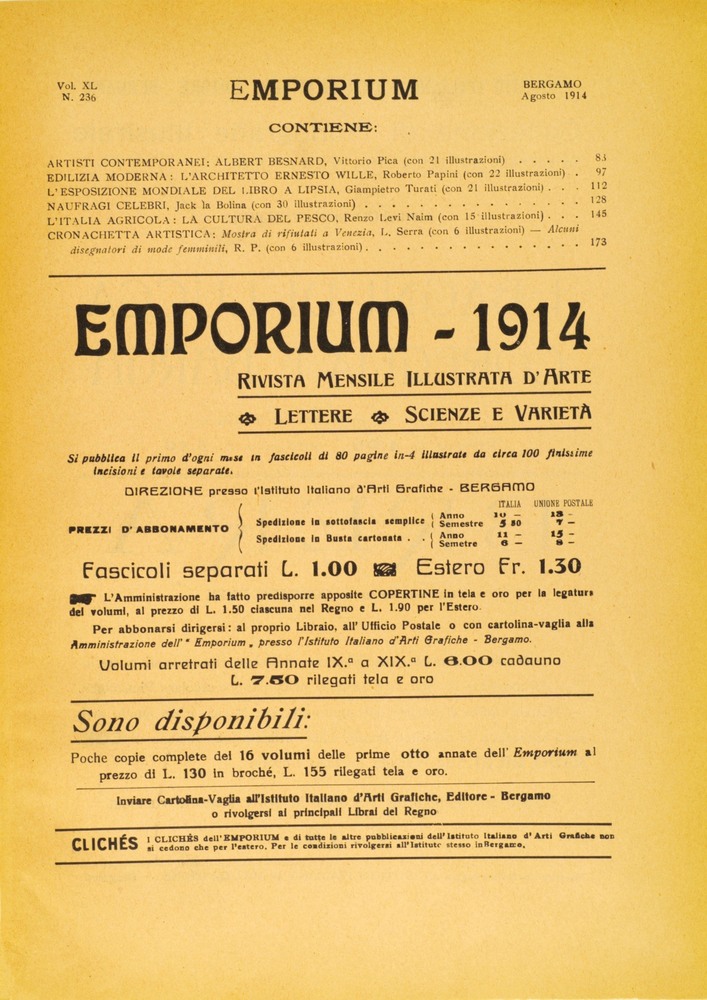 Vol. XL
N. 236
EMPORIUM
BERGAMO
Agosto 1914
CONTIENE:
ARTISTI CONTEMPORANEI: ALBERT BESNARD, Vittorio Pica (con 21 illustrazioni) . . . . . 83
EDILIZIA MODERNA: L'ARCHITETTO ERNESTO WILLE, Roberto Papini (con 22 illustrazioni) . 97
L'ESPOSIZIONE MONDIALE DEL LIBRO A LIPSIA, Giampietro Turati (con 21 illustrazioni) . . . 112
NAUFRAGI CELEBRI, Jack la Bolina (con 30 illustrazioni) . . . . . . . . . . . . . . . 128
L'ITALIA AGRICOLA: LA CULTURA DEL PESCO, Renzo Levi Naim (con 15 illustrazioni) . . . 145
CRONACHETTA ARTISTICA: Mostra di rifiutati a Venezia, L. Serra (con 6 illustrazioni) — Alcuni
disegnatori di mode femminili, R. P. (con 6 illustrazioni) . . . . . . . . . . . . . . . 173
EMPORIUM - 1914
RIVISTA MENSILE ILLUSTRATA D'ARTE
LETTERE SCIENZE E VARIETÀ
Si pubblica il primo d'ogni mese in fascicoli di 80 pagine in-4 illustrate da circa 100 finissime
incisioni e tavole separate.
DIREZIONE presso l'Istituto Italiano d'Arti Grafiche - BERGAMO
ITALIA UNIONE POSTALE
PREZZI D'ABBONAMENTO
Spedizione in sottofascia semplice
Anno 10 — 13 -
Semestre 5 50 7 —
Spedizione in Busta cartonata . .
Anno 11 — 15 -
Semetre 6 — 8 -
Fascicoli separati L. 1.00 Estero Fr. 1.30
L'Amministrazione ha fatto predisporre apposite COPERTINE in tela e oro per la legatura
dei volumi, al prezzo di L. 1.50 ciascuna nel Regno e L. 1.90 per l'Estero.
Per abbonarsi dirigersi: al proprio Libraio, all'Ufficio Postale o con cartolina-vaglia alla
Amministrazione dell'" Emporium „ presso l'Istituto Italiano d'Arti Grafiche - Bergamo.
Volumi arretrati delle Annate IX.a a XIX.a L. 6.00 cadauno
L. 7.50 rilegati tela e oro
Sono disponibili:
Poche copie complete dei 16 volumi delle prime otto annate dell' Emporium al
prezzo di L. 130 in broché, L. 155 rilegati tela e oro.
Inviare Cartolina-Vaglia all'Istituto Italiano d'Arti Grafiche, Editore - Bergamo
o rivolgersi ai principali Librai del Regno
CLICHÉS
I CLICHÉS dell'EMPORIUM e di tutte le altre pubblicazioni dell'Istituto Italiano d'Arti Grafiche non
si cedono che per l'estero. Per le condizioni rivolgersi all'Istituto stesso in Bergamo.